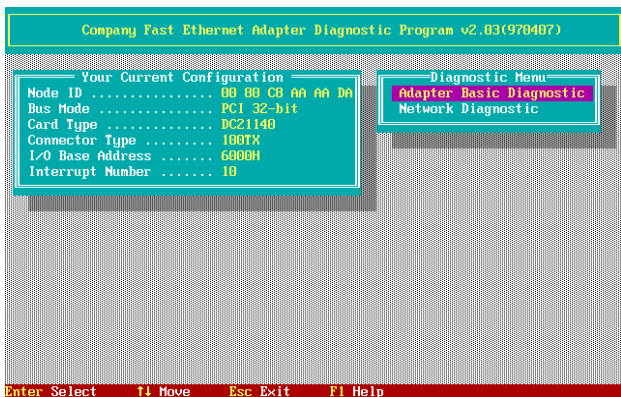 Company Fast Ethernet Adapter Diagnostic Program v2.03(970407)
Your Current Configuration
Node ID ................ 00 80 C8 AA AA DA
Bus Mode ............... PCI 32-bit
Card Type .............. DC21140
Connector Type ......... 100TX
I/O Base Address ....... 6000H
Interrupt Number ....... 10
Diagnostic Menu
Adapter Basic Diagnostic
Network Diagnostic
Enter Select ↑↓ Move Esc Exit F1 Help